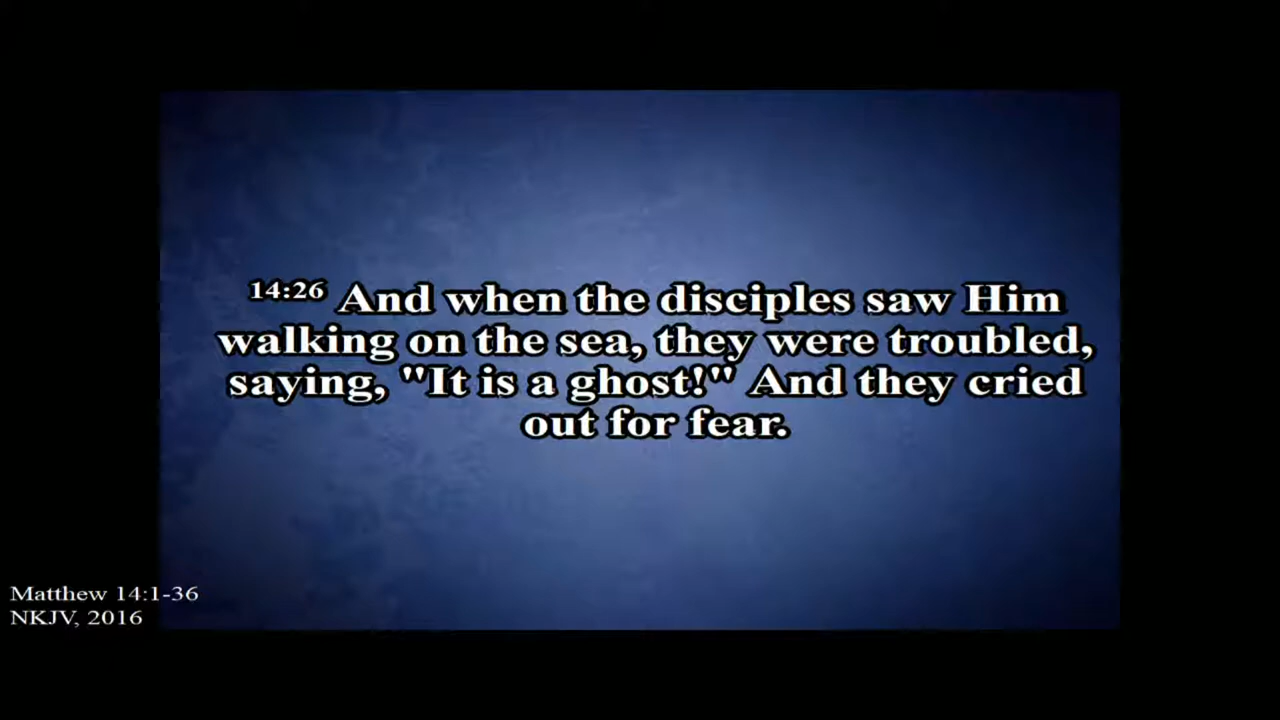 14:26 And when the disciples saw Him
walking on the sea, they were troubled,
saying, "It is a ghost!" And they cried
out for fear.
Matthew 14:1-36
NKJV, 2016